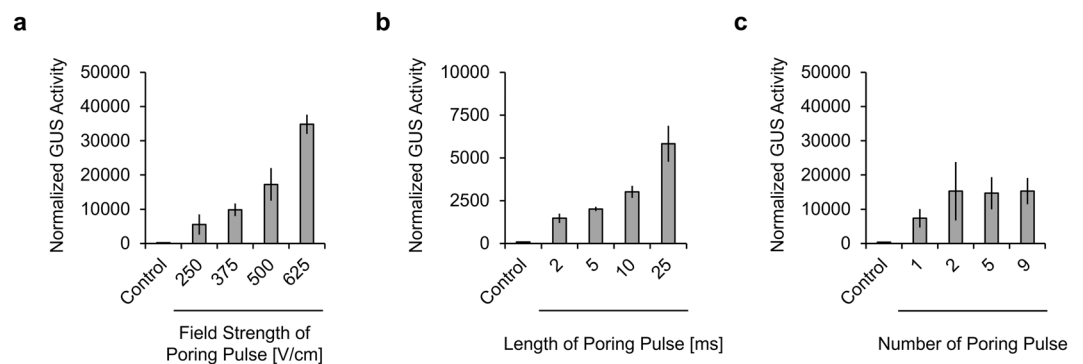 a
Normalized GUS Activity
50000
40000
30000
20000
10000
0
Control
250
375
500
625
Field Strength of
Poring Pulse [V/cm]
b
Normalized GUS Activity
10000
7500
5000
2500
0
Control
2
5
10
25
Length of Poring Pulse [ms]
c
Normalized GUS Activity
50000
40000
30000
20000
10000
0
Control
1
2
5
9
Number of Poring Pulse